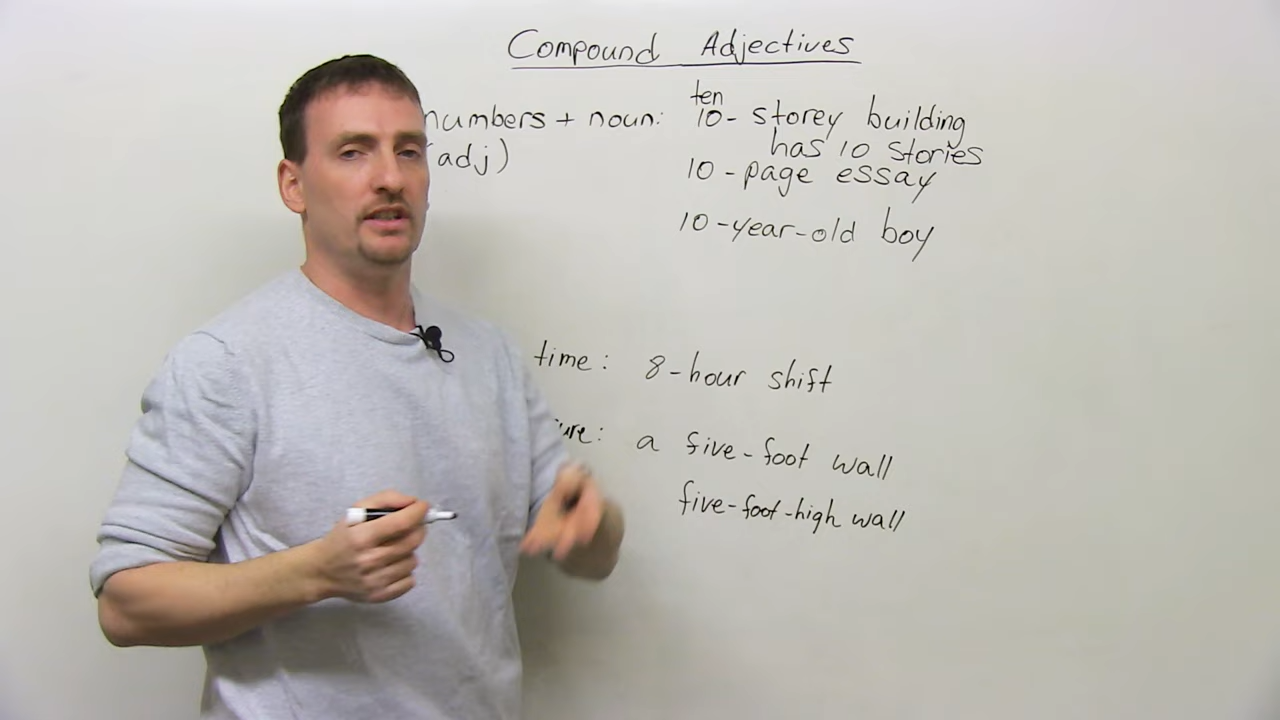 Compound Adjectives
numbers + noun: ten 10-storey building
(adj) has 10 stories
10-page essay
10-year-old boy
time: 8-hour shift
a five-foot wall
five-foot-high wall